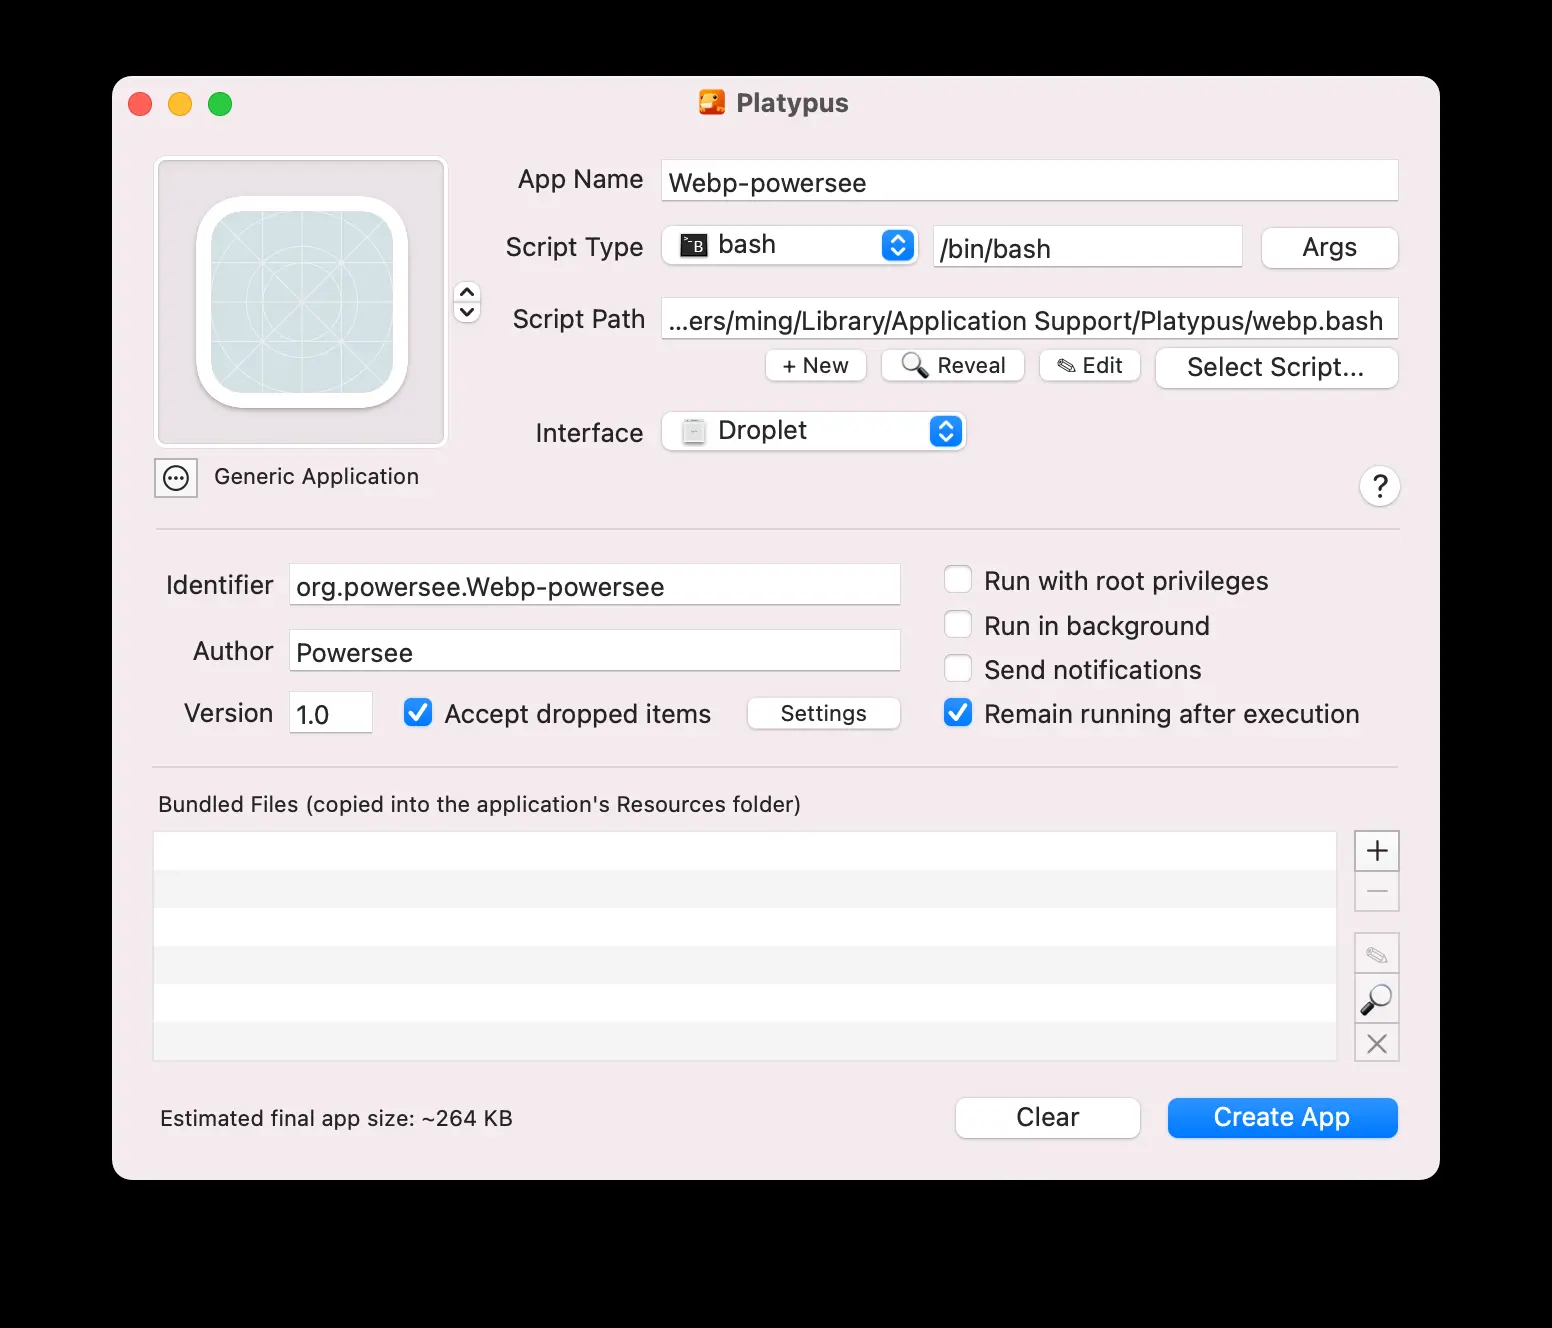 Platypus
App Name Webp-powersee
Script Type bash /bin/bash Args
Script Path ...ers/ming/Library/Application Support/Platypus/webp.bash
+ New Reveal Edit Select Script...
Interface Droplet
Generic Application
?
Identifier org.powersee.Webp-powersee
Author Powersee
Version 1.0 Accept dropped items Settings
Run with root privileges
Run in background
Send notifications
Remain running after execution
Bundled Files (copied into the application's Resources folder)
Estimated final app size: ~264 KB
Clear Create App